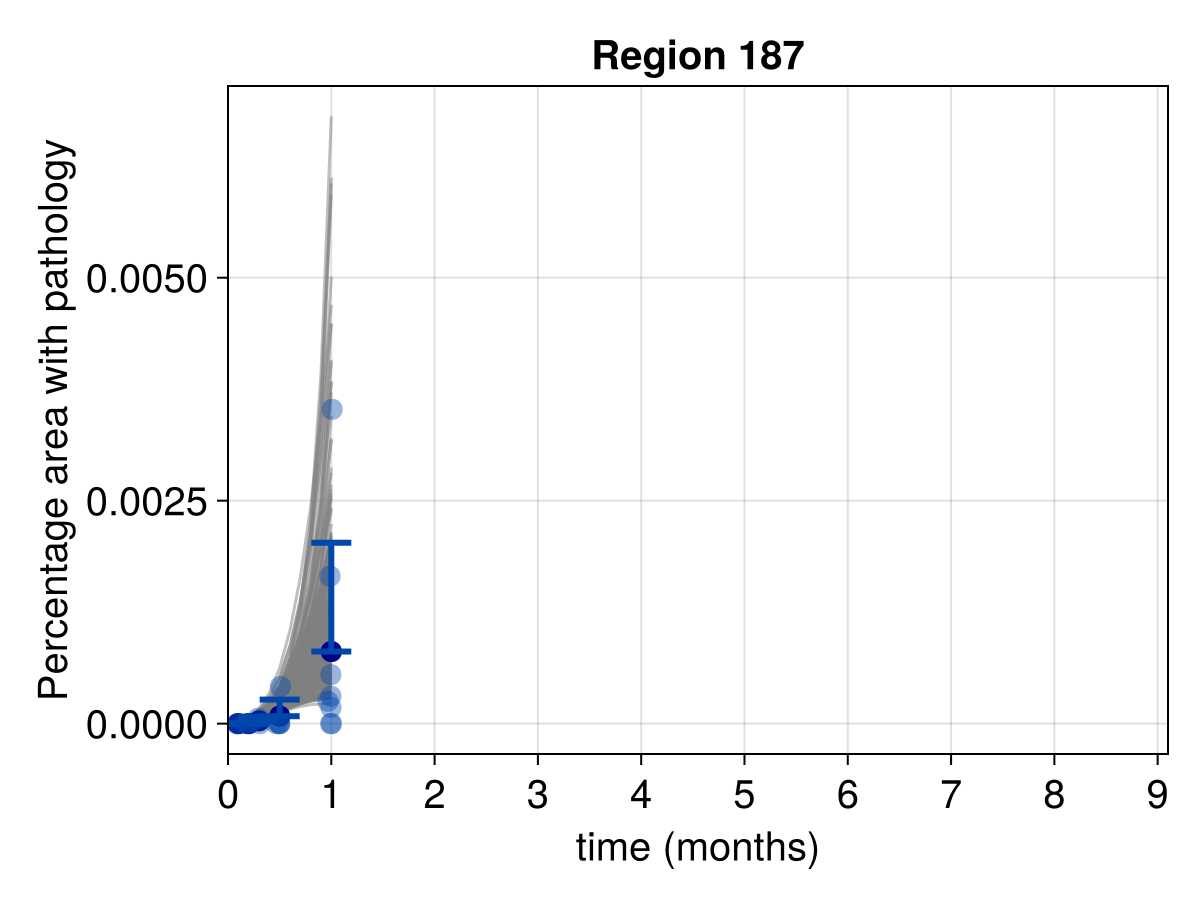 Region 187
Percentage area with pathology
0.0050
0.0025
0.0000
0 1 2 3 4 5 6 7 8 9
time (months)